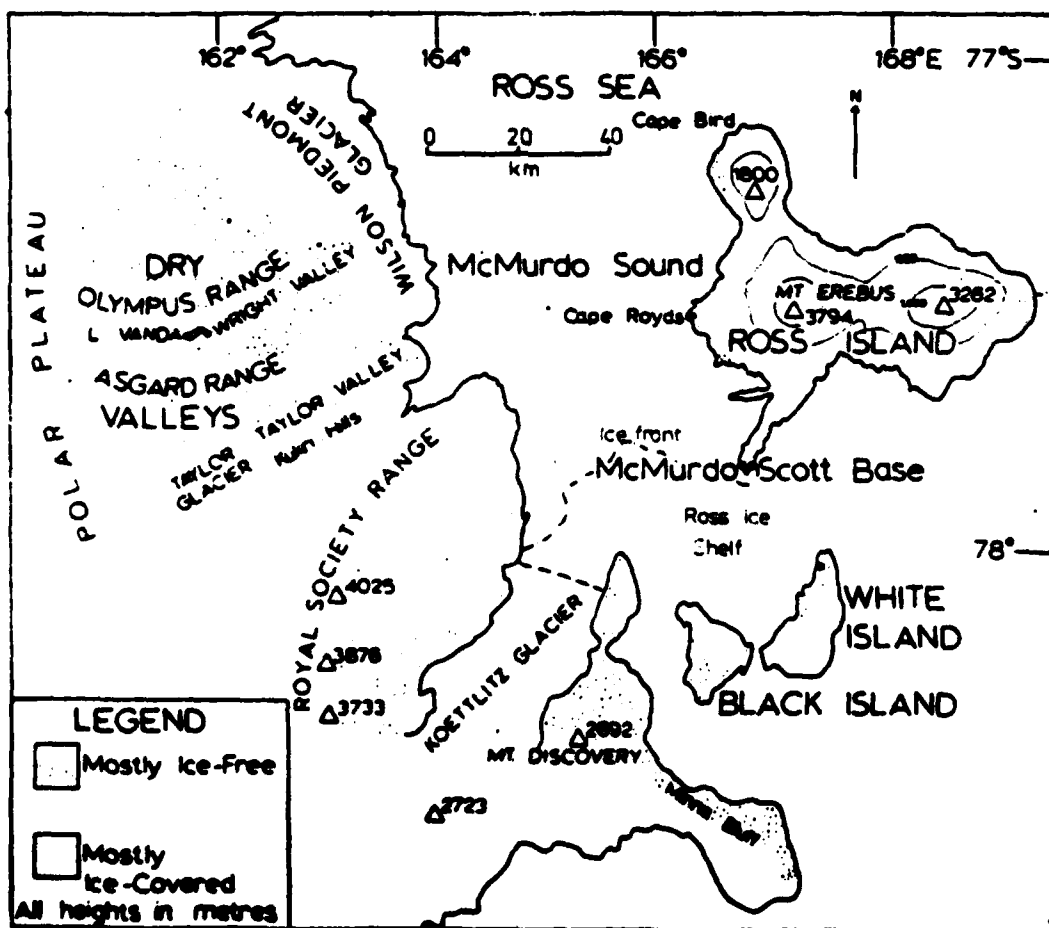 162° 164° 166° 168°E 77°S
ROSS SEA
N
0 20 40
km
Cape Bird
1800
WILSON PIEDMONT
GLACIER
POLAR PLATEAU
DRY
OLYMPUS RANGE
L VANDA WRIGHT VALLEY
McMurdo Sound
MT EREBUS
3794
3262
Cape Royds
ROSS ISLAND
ASGARD RANGE
VALLEYS
TAYLOR VALLEY
TAYLOR
GLACIER
Hills
Ice front
McMurdo Scott Base
Ross Ice
Shelf
78°
ROYAL SOCIETY RANGE
4025
3876
3733
KOETTLITZ GLACIER
WHITE
ISLAND
BLACK ISLAND
2692
MT. DISCOVERY
2723
LEGEND
Mostly Ice-Free
Mostly
Ice-Covered
All heights in metres